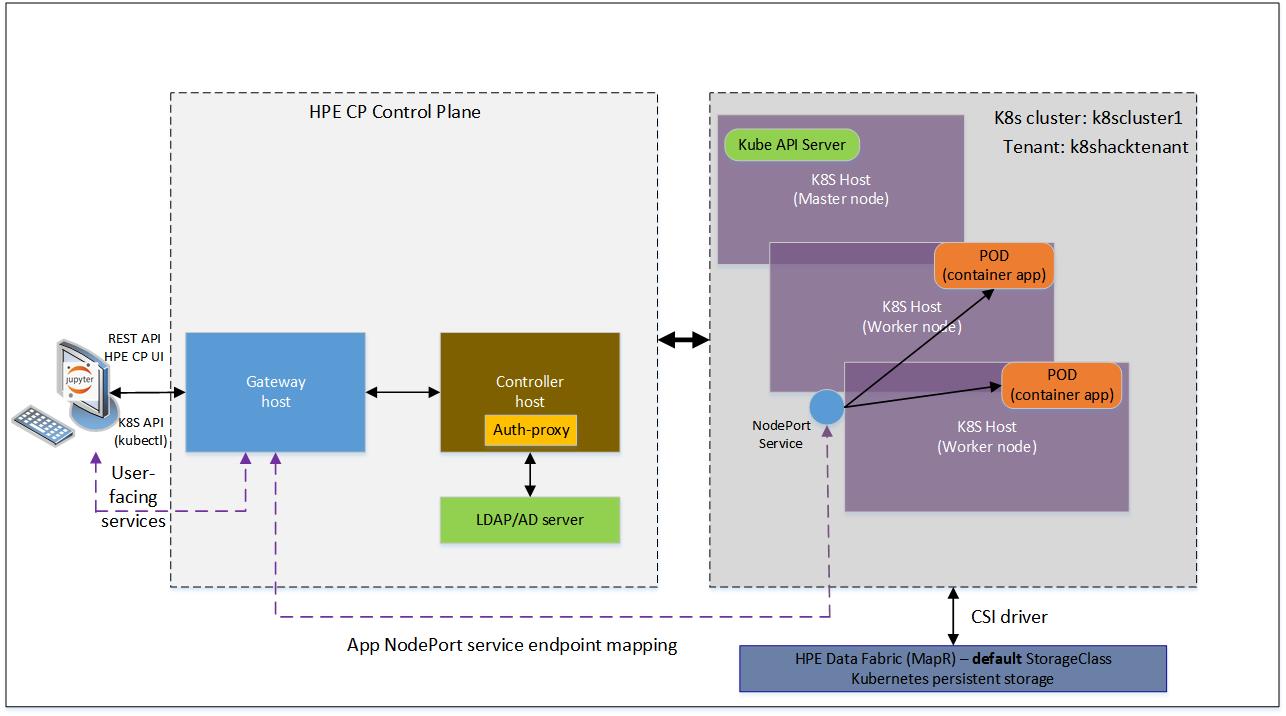 HPE CP Control Plane
K8s cluster: k8scluster1
Tenant: k8shacktenant
Kube API Server
K8S Host
(Master node)
POD
(container app)
K8S Host
(Worker node)
POD
(container app)
K8S Host
(Worker node)
NodePort
Service
REST API
HPE CP UI
jupyter
K8S API
(kubectl)
User-
facing
services
Gateway
host
Controller
host
Auth-proxy
LDAP/AD server
App NodePort service endpoint mapping
CSI driver
HPE Data Fabric (MapR) – default StorageClass
Kubernetes persistent storage